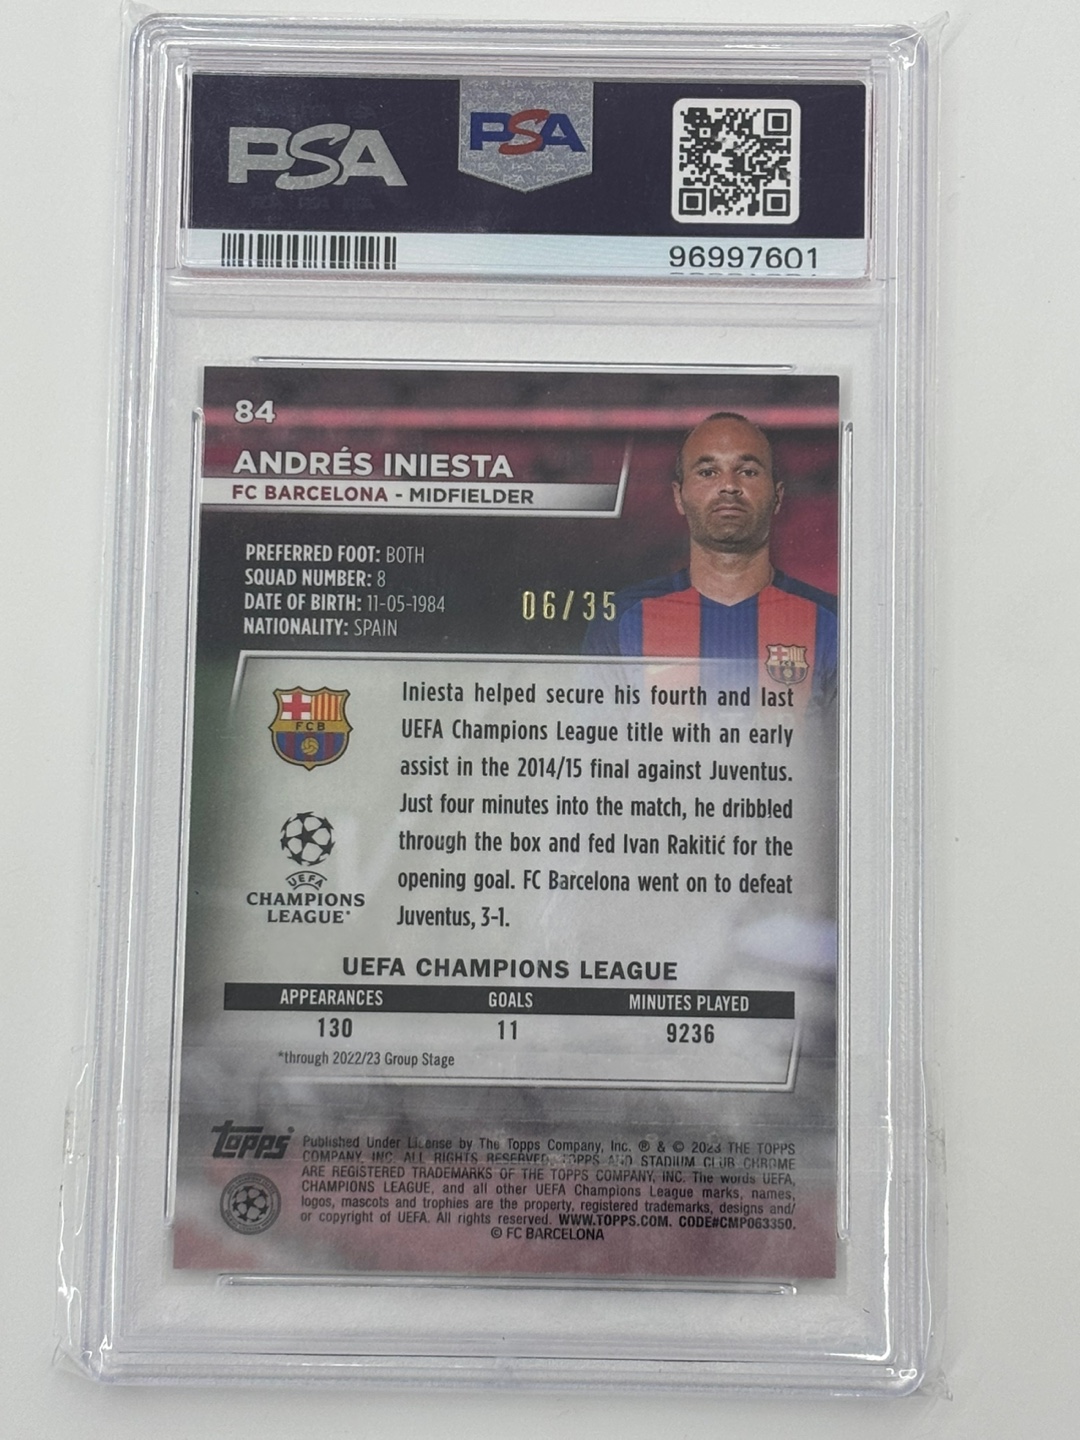 PSA
PSA
96997601
84
ANDRÉS INIESTA
FC BARCELONA - MIDFIELDER
PREFERRED FOOT: BOTH
SQUAD NUMBER: 8
DATE OF BIRTH: 11-05-1984
NATIONALITY: SPAIN
06/35
FCB
Iniesta helped secure his fourth and last
UEFA Champions League title with an early
assist in the 2014/15 final against Juventus.
Just four minutes into the match, he dribbled
through the box and fed Ivan Rakitić for the
opening goal. FC Barcelona went on to defeat
Juventus, 3-1.
UEFA
CHAMPIONS
LEAGUE®
UEFA CHAMPIONS LEAGUE
APPEARANCES GOALS MINUTES PLAYED
130 11 9236
*through 2022/23 Group Stage
topps
Published Under License by The Topps Company, Inc. ® & © 2023 THE TOPPS
COMPANY, INC. ALL RIGHTS RESERVED. TOPPS AND STADIUM CLUB CHROME
ARE REGISTERED TRADEMARKS OF THE TOPPS COMPANY, INC. The words UEFA,
CHAMPIONS LEAGUE, and all other UEFA Champions League marks, names,
logos, mascots and trophies are the property, registered trademarks, designs and/
or copyright of UEFA. All rights reserved. WWW.TOPPS.COM. CODE#CMP063350.
© FC BARCELONA